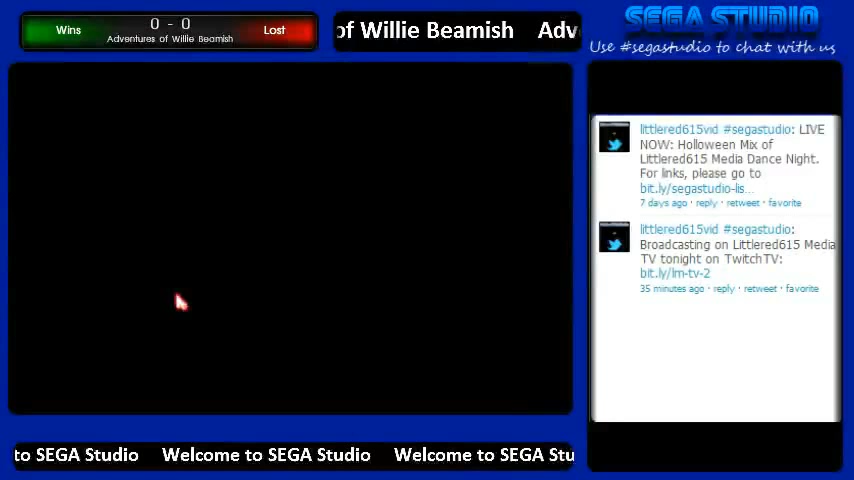 Wins
0 - 0
Adventures of Willie Beamish
Lost
of Willie Beamish Adv
SEGA STUDIO
Use #segastudio to chat with us
littlered615vid #segastudio: LIVE
NOW: Holloween Mix of
Littlered615 Media Dance Night.
For links, please go to
bit.ly/segastudio-lis...
7 days ago · reply · retweet · favorite
littlered615vid #segastudio:
Broadcasting on Littlered615 Media
TV tonight on TwitchTV:
bit.ly/lm-tv-2
35 minutes ago · reply · retweet · favorite
to SEGA Studio Welcome to SEGA Studio Welcome to SEGA Stu